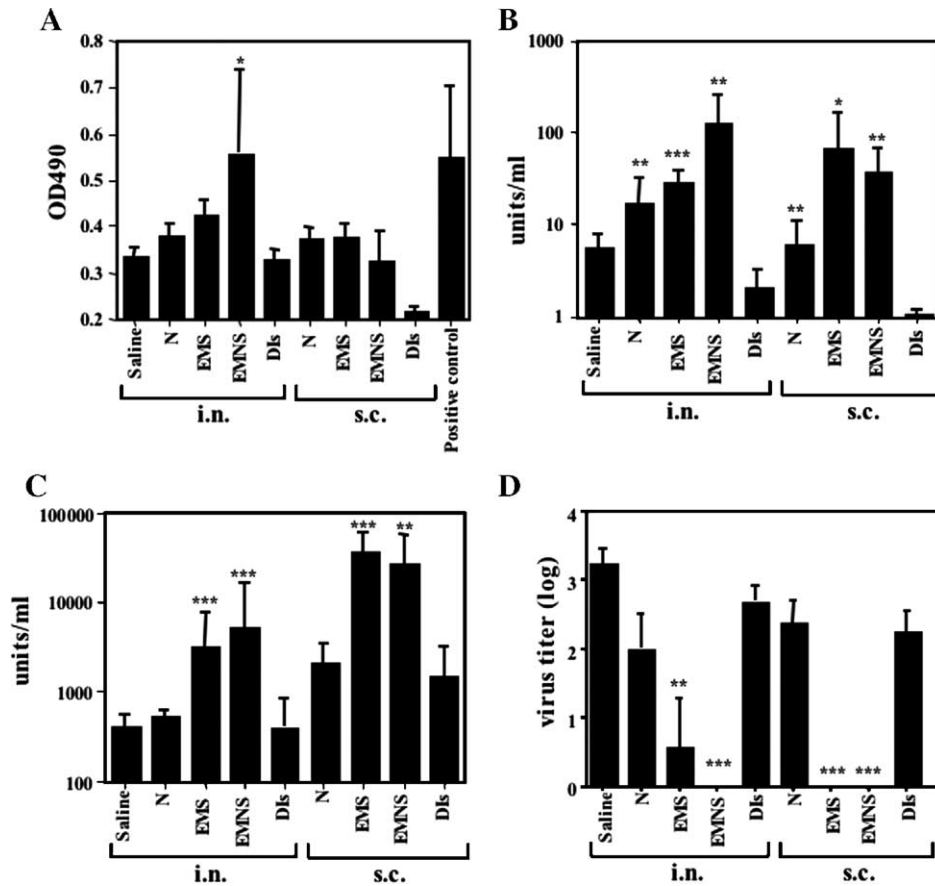 A
0.8
0.7
0.6
0.5
0.4
0.3
0.2
OD490
*
Saline
N
EMS
EMNS
DIs
N
EMS
EMNS
DIs
Positive control
i.n.
s.c.
B
1000
100
10
1
units/ml
**
***
**
**
*
**
Saline
N
EMS
EMNS
DIs
N
EMS
EMNS
DIs
i.n.
s.c.
C
100000
10000
1000
100
units/ml
***
***
***
**
Saline
N
EMS
EMNS
DIs
N
EMS
EMNS
DIs
i.n.
s.c.
D
4
3
2
1
0
virus titer (log)
**
***
***
***
Saline
N
EMS
EMNS
DIs
N
EMS
EMNS
DIs
i.n.
s.c.